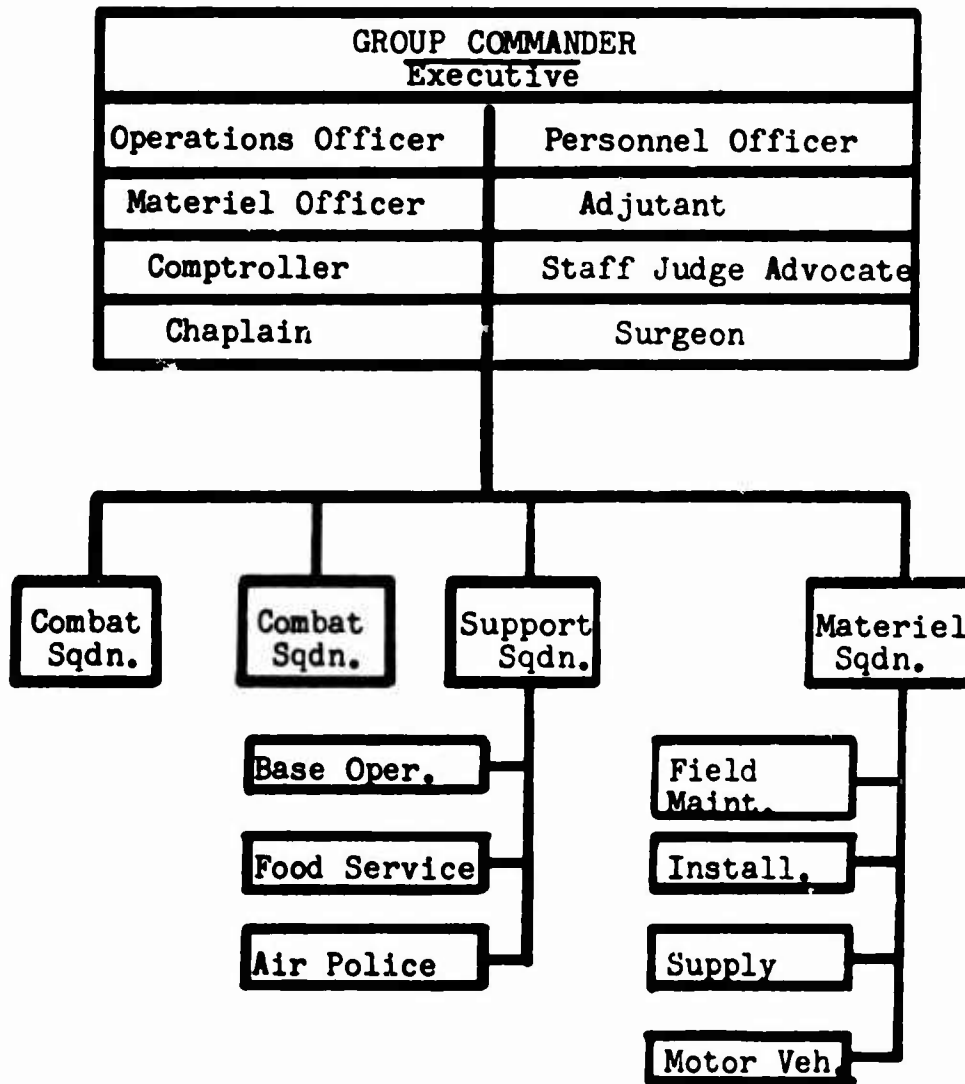 GROUP COMMANDER
Executive
Operations Officer
Personnel Officer
Materiel Officer
Adjutant
Comptroller
Staff Judge Advocate
Chaplain
Surgeon
Combat
Sqdn.
Combat
Sqdn.
Support
Sqdn.
Materiel
Sqdn.
Base Oper.
Food Service
Air Police
Field
Maint.
Install.
Supply
Motor Veh.